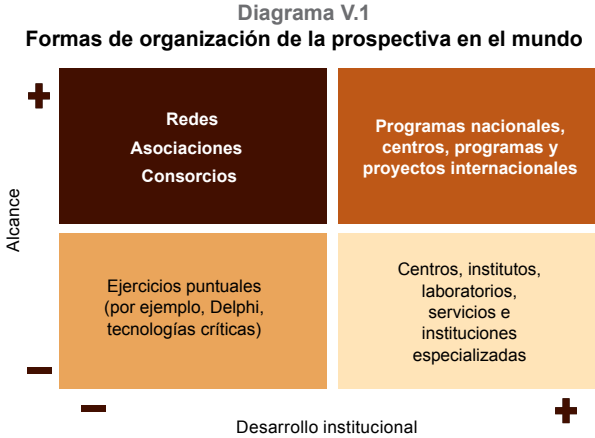 Diagrama V.1
Formas de organización de la prospectiva en el mundo
+
Redes
Asociaciones
Consorcios
Programas nacionales,
centros, programas y
proyectos internacionales
Alcance
Ejercicios puntuales
(por ejemplo, Delphi,
tecnologías críticas)
Centros, institutos,
laboratorios,
servicios e
instituciones
especializadas
–
–
+
Desarrollo institucional